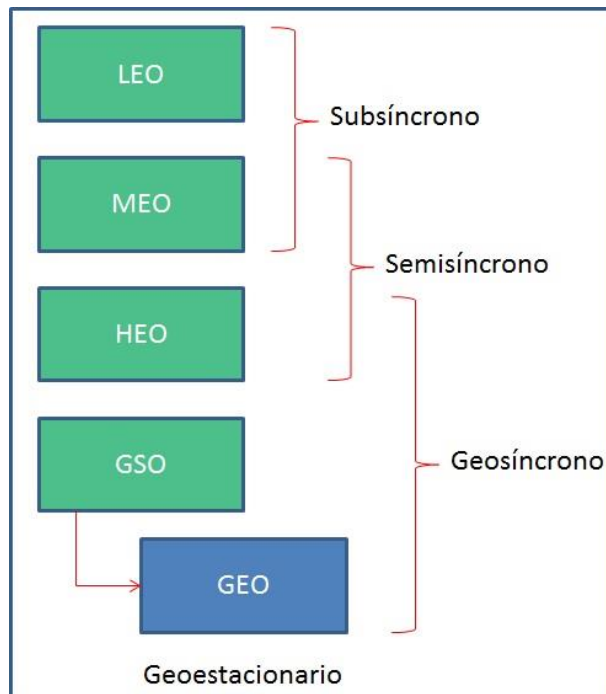 LEO
Subsíncrono
MEO
Semisíncrono
HEO
GSO
Geosíncrono
GEO
Geoestacionario